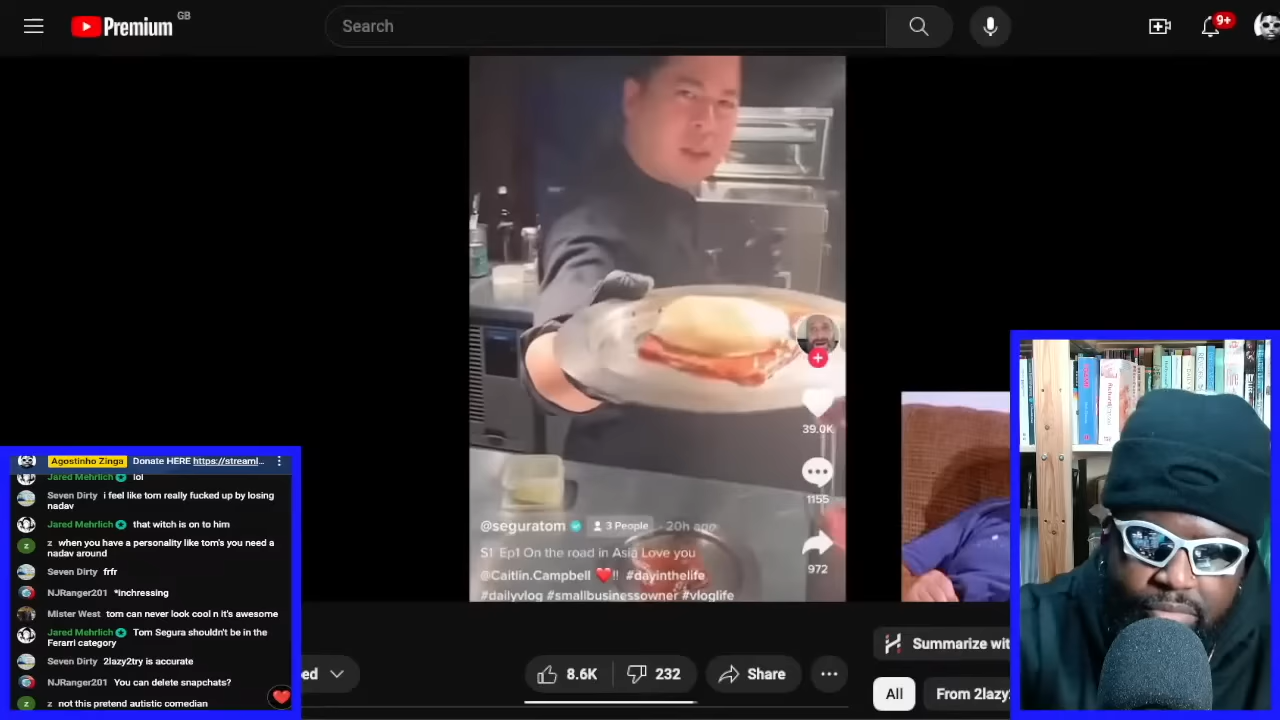 Premium
GB
Search
9+
39.0K
1155
972
@seguratom 3 People · 20h ago
S1 Ep1 On the road in Asia Love you
@Caitlin.Campbell ❤️!! #dayinthelife
#dailyvlog #smallbusinessowner #vloglife
ed
8.6K
232
Share
Summarize wit
All
From 2lazy
Agostinho Zinga Donate HERE https://streaml...
Jared Mehrlich lol
Seven Dirty i feel like tom really fucked up by losing
nadav
Jared Mehrlich that witch is on to him
z when you have a personality like tom's you need a
nadav around
Seven Dirty frfr
NJRanger201 *inchressing
Mister West tom can never look cool n it's awesome
Jared Mehrlich Tom Segura shouldn't be in the
Ferarri category
Seven Dirty 2lazy2try is accurate
NJRanger201 You can delete snapchats?
z not this pretend autistic comedian